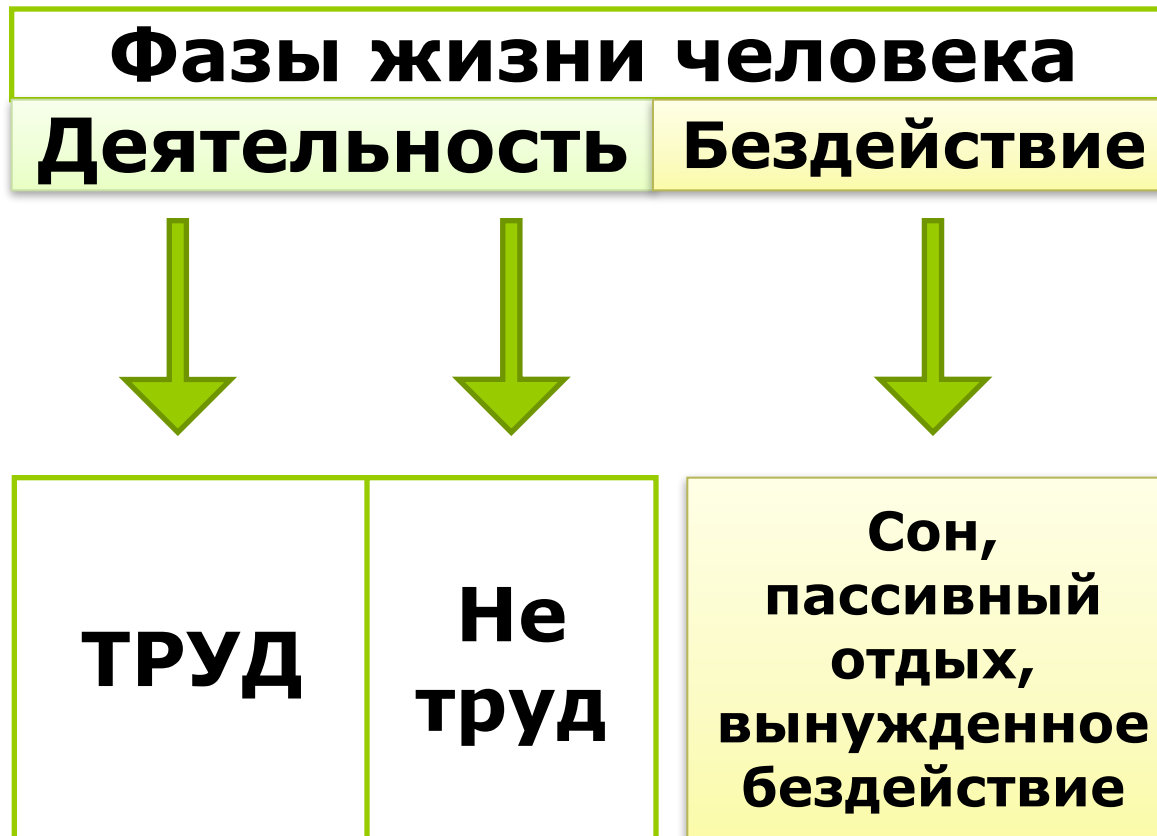 Фазы жизни человека
Деятельность
Бездействие
ТРУД
Не
труд
Сон,
пассивный
отдых,
вынужденное
бездействие